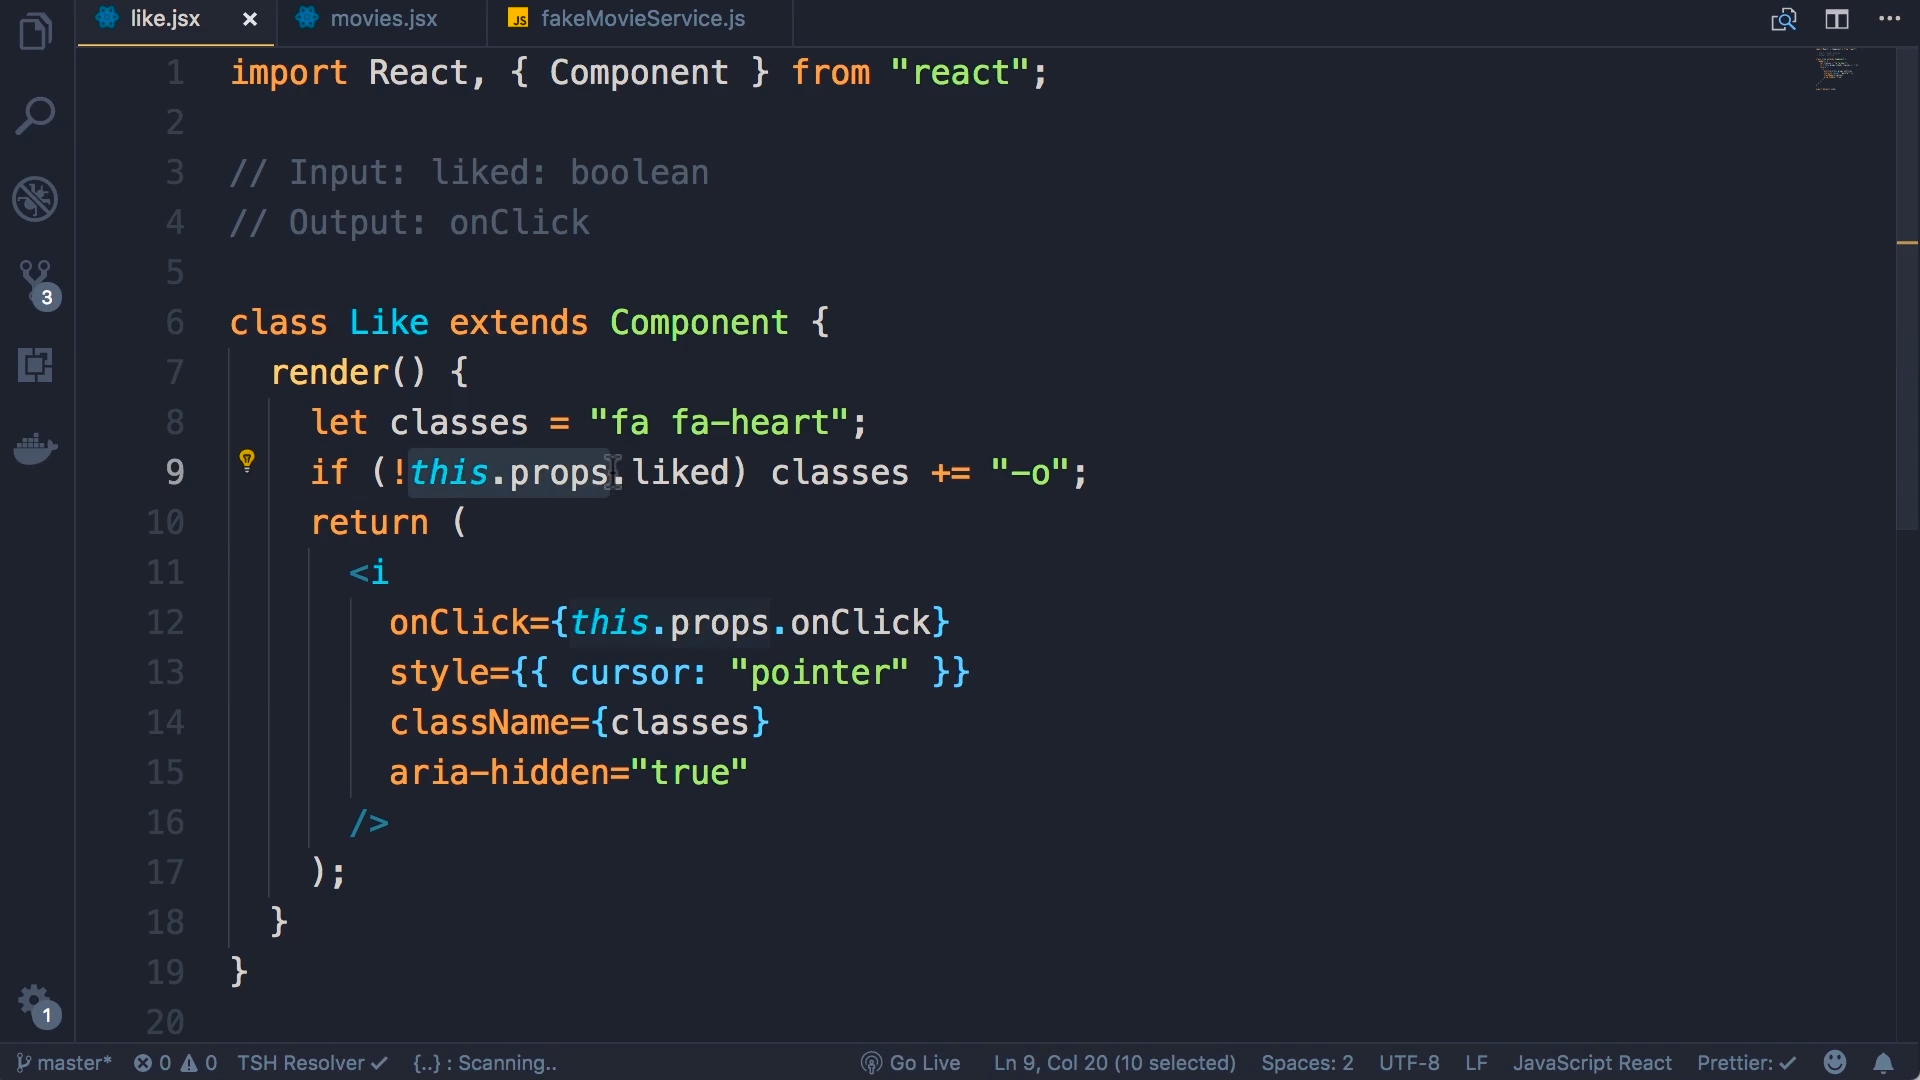 like.jsx × movies.jsx JS fakeMovieService.js
1 import React, { Component } from "react";
2
3 // Input: liked: boolean
4 // Output: onClick
5
6 class Like extends Component {
7 render() {
8 let classes = "fa fa-heart";
9 if (!this.props.liked) classes += "-o";
10 return (
11 <i
12 onClick={this.props.onClick}
13 style={{ cursor: "pointer" }}
14 className={classes}
15 aria-hidden="true"
16 />
17 );
18 }
19 }
20
3
1
master* 0 0 TSH Resolver ✓ {..} : Scanning.. Go Live Ln 9, Col 20 (10 selected) Spaces: 2 UTF-8 LF JavaScript React Prettier: ✓